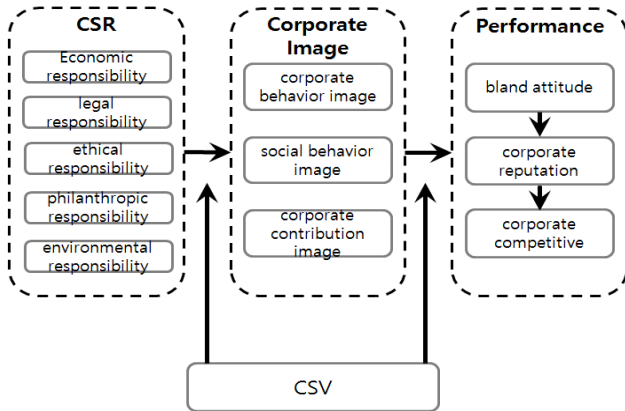 CSR
Economic
responsibility
legal
responsibility
ethical
responsibility
philanthropic
responsibility
environmental
responsibility
Corporate
Image
corporate
behavior image
social behavior
image
corporate
contribution
image
Performance
bland attitude
corporate
reputation
corporate
competitive
CSV